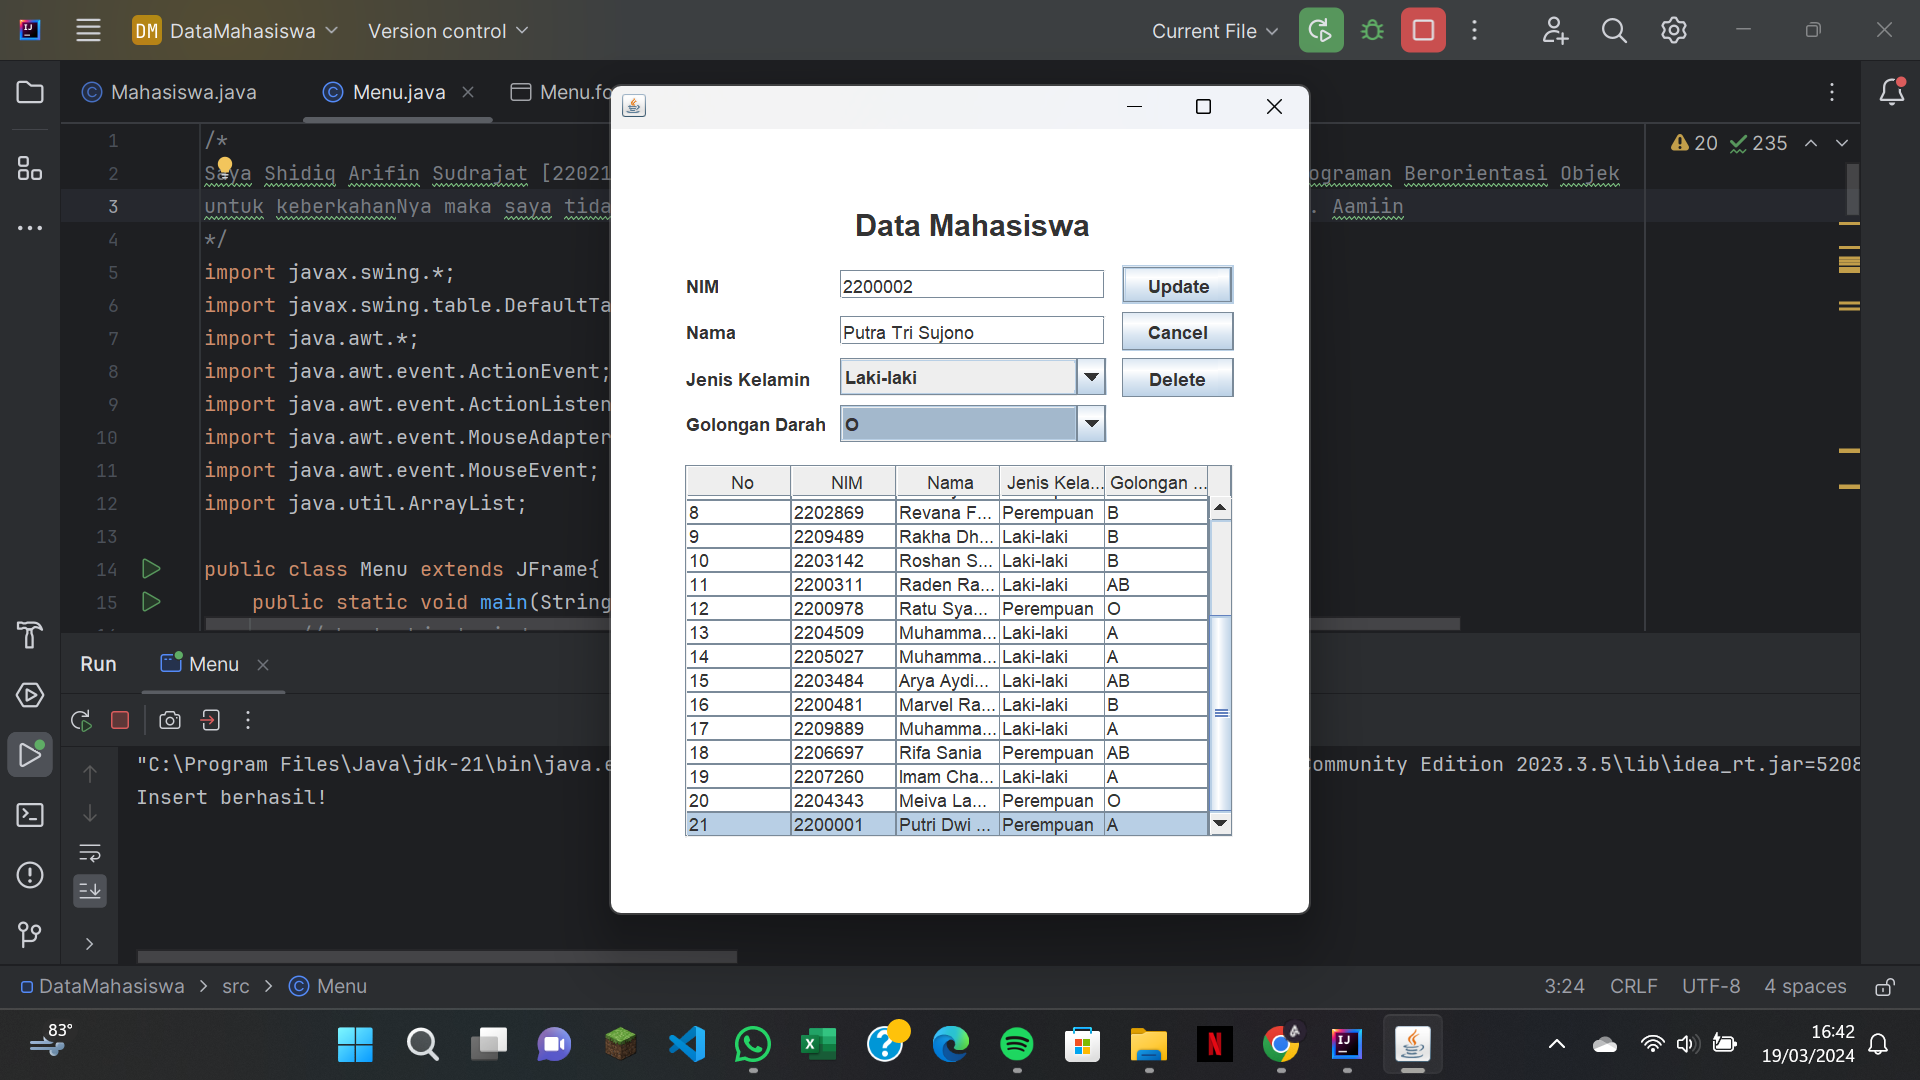 DM DataMahasiswa Version control Current File
Mahasiswa.java Menu.java Menu.fo
1 /*
2 Saya Shidiq Arifin Sudrajat [22021 ograman Berorientasi Objek
3 untuk keberkahanNya maka saya tida . Aamiin
4 */
5 import javax.swing.*;
6 import javax.swing.table.DefaultTa
7 import java.awt.*;
8 import java.awt.event.ActionEvent;
9 import java.awt.event.ActionListen
10 import java.awt.event.MouseAdapter
11 import java.awt.event.MouseEvent;
12 import java.util.ArrayList;
13
14 public class Menu extends JFrame{
15 public static void main(String
20 235
Data Mahasiswa
NIM 2200002 Update
Nama Putra Tri Sujono Cancel
Jenis Kelamin Laki-laki Delete
Golongan Darah O
No NIM Nama Jenis Kela... Golongan ...
8 2202869 Revana F... Perempuan B
9 2209489 Rakha Dh... Laki-laki B
10 2203142 Roshan S... Laki-laki B
11 2200311 Raden Ra... Laki-laki AB
12 2200978 Ratu Sya... Perempuan O
13 2204509 Muhamma... Laki-laki A
14 2205027 Muhamma... Laki-laki A
15 2203484 Arya Aydi... Laki-laki AB
16 2200481 Marvel Ra... Laki-laki B
17 2209889 Muhamma... Laki-laki A
18 2206697 Rifa Sania Perempuan AB
19 2207260 Imam Cha... Laki-laki A
20 2204343 Meiva La... Perempuan O
21 2200001 Putri Dwi ... Perempuan A
Run Menu
"C:\Program Files\Java\jdk-21\bin\java.e ommunity Edition 2023.3.5\lib\idea_rt.jar=5208
Insert berhasil!
DataMahasiswa > src > Menu 3:24 CRLF UTF-8 4 spaces
83° 16:42
19/03/2024